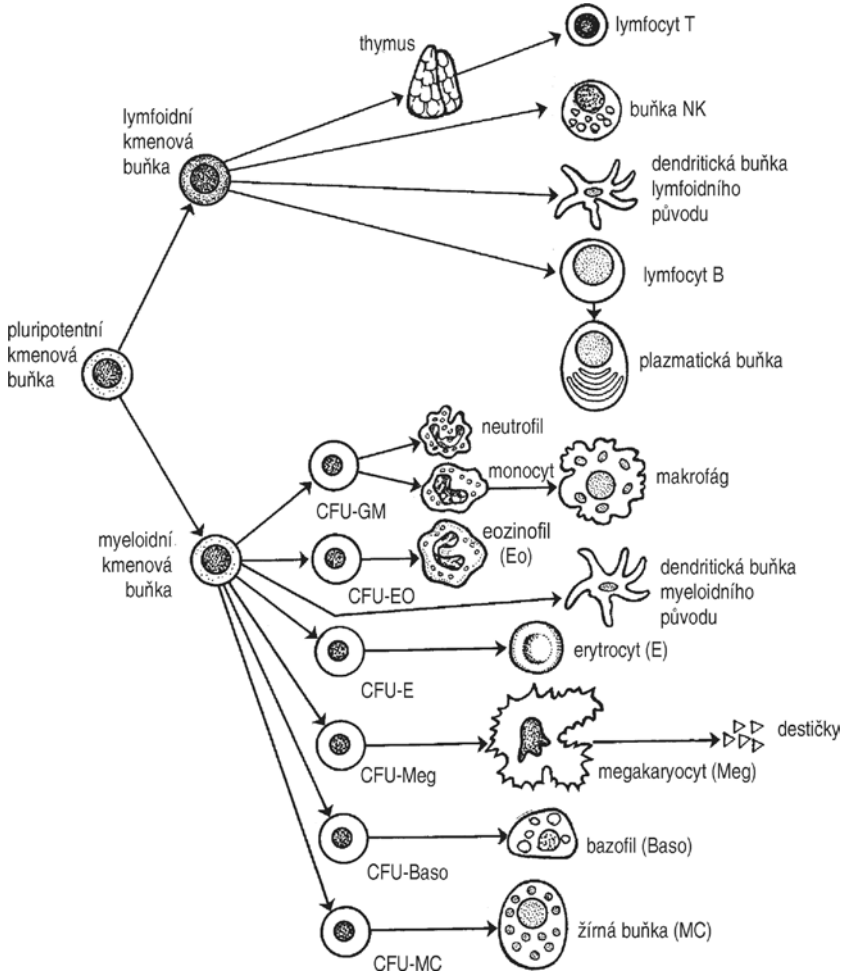 thymus
lymfocyt T
lymfoidní
kmenová
buňka
buňka NK
dendritická buňka
lymfoidního
původu
lymfocyt B
pluripotentní
kmenová
buňka
plazmatická buňka
neutrofil
monocyt
makrofág
CFU-GM
myeloidní
kmenová
buňka
eozinofil
(Eo)
CFU-EO
dendritická buňka
myeloidního
původu
erytrocyt (E)
CFU-E
destičky
CFU-Meg
megakaryocyt (Meg)
bazofil (Baso)
CFU-Baso
žírná buňka (MC)
CFU-MC